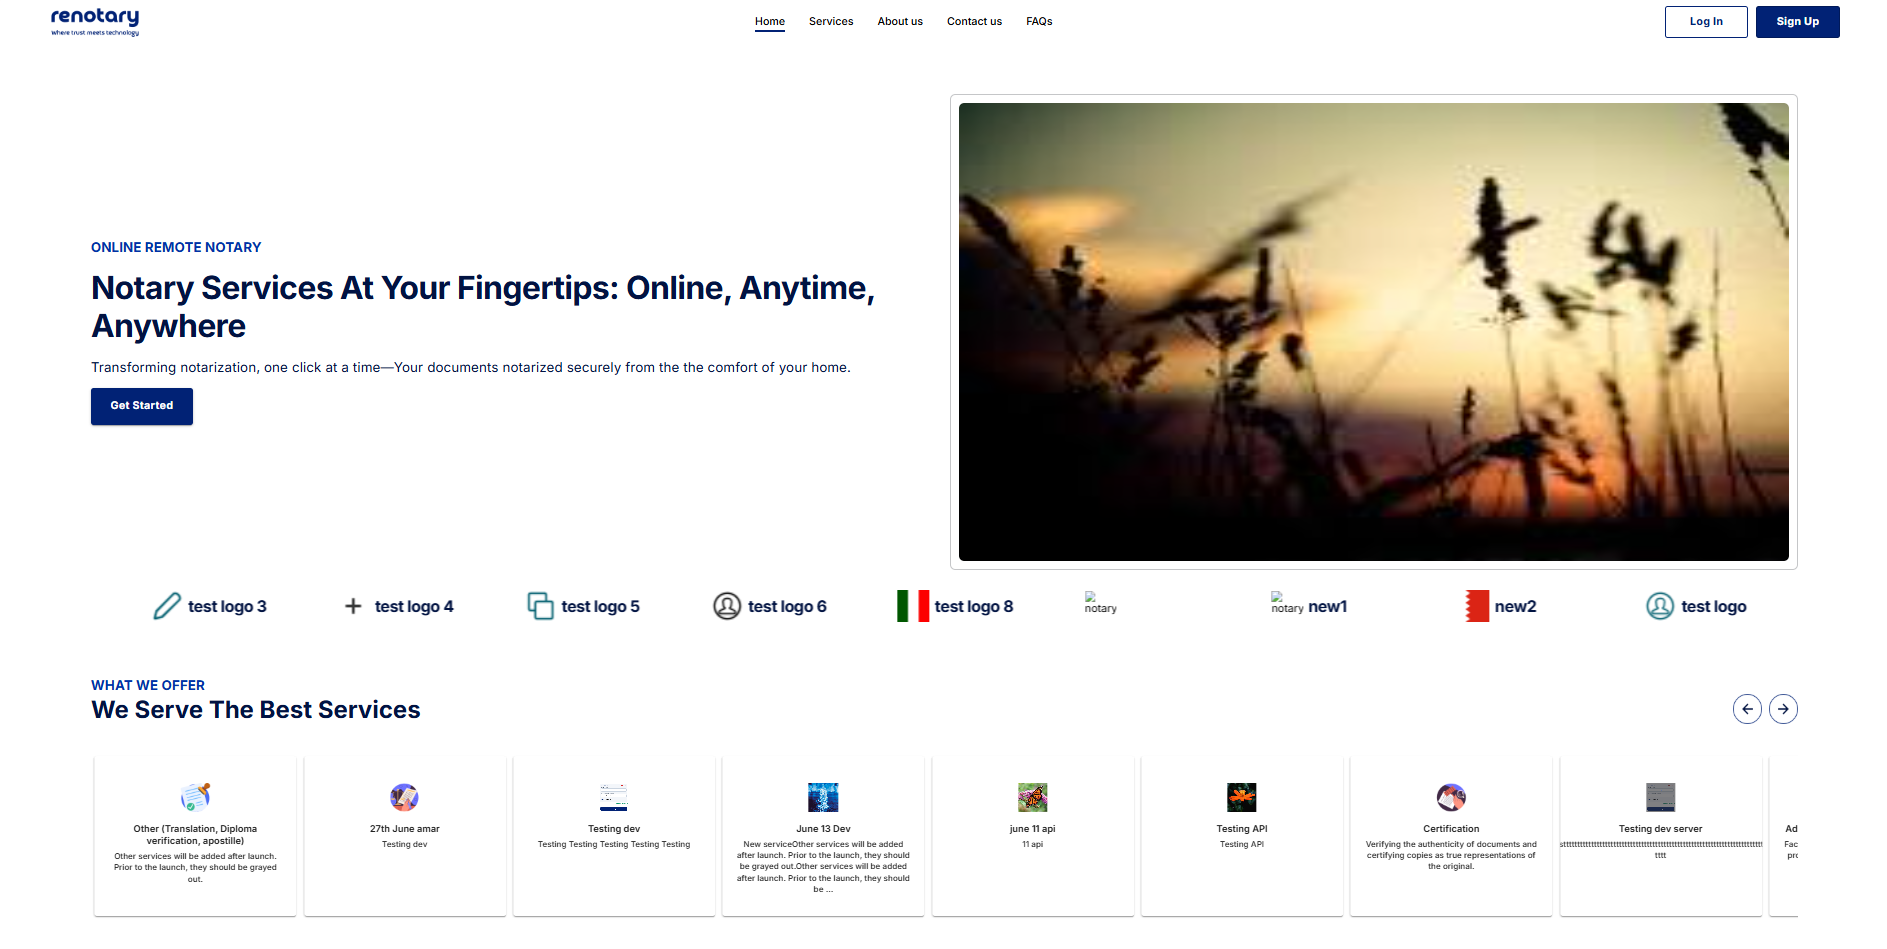 renotary
Where trust meets technology
Home
Services
About us
Contact us
FAQs
Log In
Sign Up
ONLINE REMOTE NOTARY
Notary Services At Your Fingertips: Online, Anytime,
Anywhere
Transforming notarization, one click at a time—Your documents notarized securely from the the comfort of your home.
Get Started
test logo 3
test logo 4
test logo 5
test logo 6
test logo 8
notary
notary new1
new2
test logo
WHAT WE OFFER
We Serve The Best Services
Other (Translation, Diploma
verification, apostille)
Other services will be added after launch.
Prior to the launch, they should be grayed
out.
27th June amar
Testing dev
Testing dev
Testing Testing Testing Testing Testing
June 13 Dev
New serviceOther services will be added
after launch. Prior to the launch, they should
be grayed out.Other services will be added
after launch. Prior to the launch, they should
be ...
june 11 api
11 api
Testing API
Testing API
Certification
Verifying the authenticity of documents and
certifying copies as true representations of
the original.
Testing dev server
tttt
Ad
Fac
pro